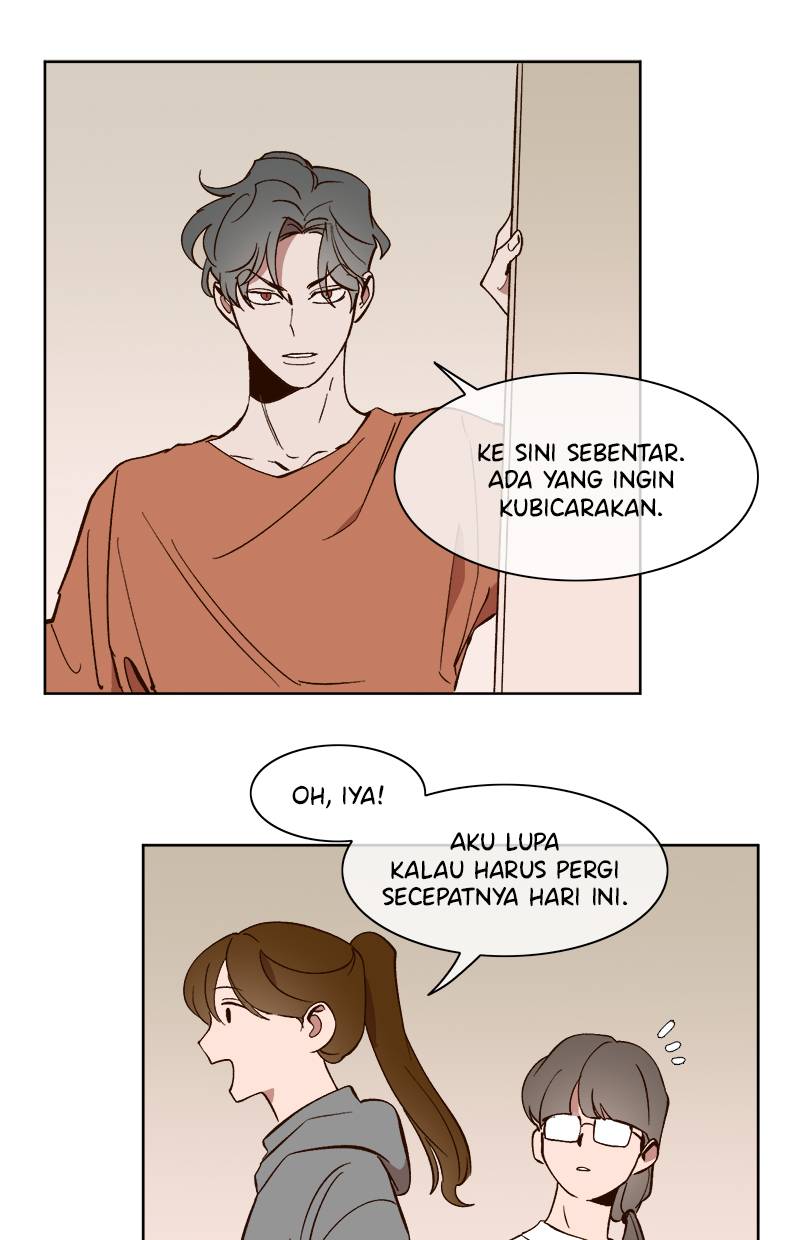 KE SINI SEBENTAR.
ADA YANG INGIN
KUBICARAKAN.
OH, IYA!
AKU LUPA
KALAU HARUS PERGI
SECEPATNYA HARI INI.